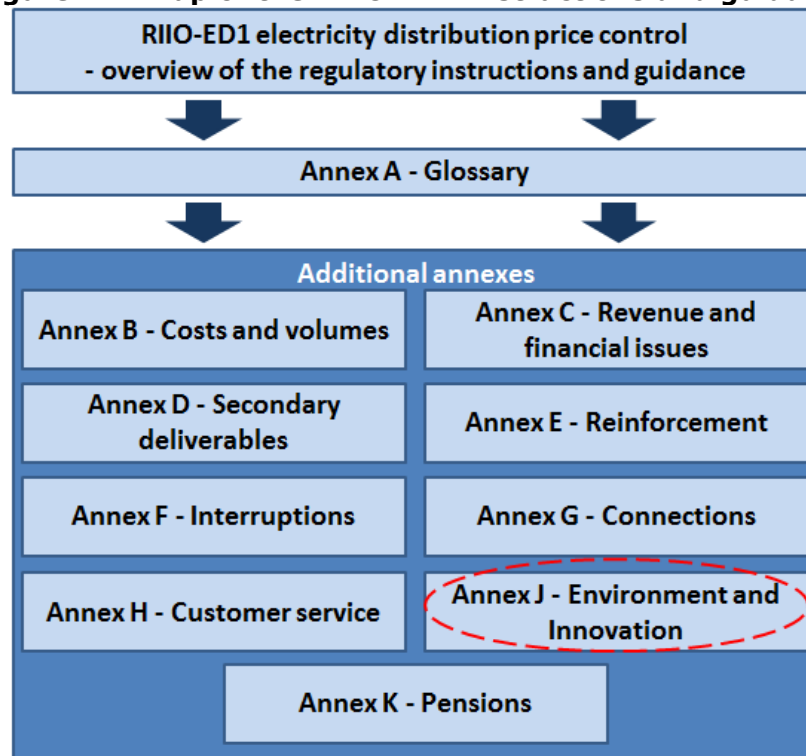 RIIO-ED1 electricity distribution price control
- overview of the regulatory instructions and guidance
Annex A - Glossary
Additional annexes
Annex B - Costs and volumes
Annex C - Revenue and
financial issues
Annex D - Secondary
deliverables
Annex E - Reinforcement
Annex F - Interruptions
Annex G - Connections
Annex H - Customer service
Annex J - Environment and
Innovation
Annex K - Pensions